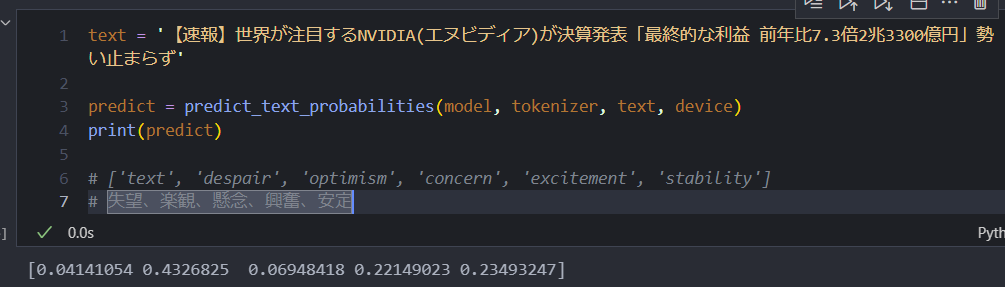 1 text = '【速報】世界が注目するNVIDIA(エヌビディア)が決算発表「最終的な利益 前年比7.3倍2兆3300億円」勢
い止まらず'
2
3 predict = predict_text_probabilities(model, tokenizer, text, device)
4 print(predict)
5
6 # ['text', 'despair', 'optimism', 'concern', 'excitement', 'stability']
7 # 失望、楽観、懸念、興奮、安定
] ✓ 0.0s Pyth
[0.04141054 0.4326825  0.06948418 0.22149023 0.23493247]